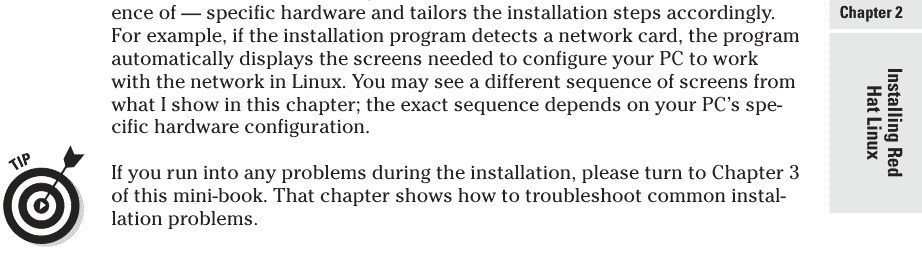 ence of — specific hardware and tailors the installation steps accordingly.
For example, if the installation program detects a network card, the program
automatically displays the screens needed to configure your PC to work
with the network in Linux. You may see a different sequence of screens from
what I show in this chapter; the exact sequence depends on your PC’s spe-
cific hardware configuration.
TIP
If you run into any problems during the installation, please turn to Chapter 3
of this mini-book. That chapter shows how to troubleshoot common instal-
lation problems.
Chapter 2
Installing Red
Hat Linux